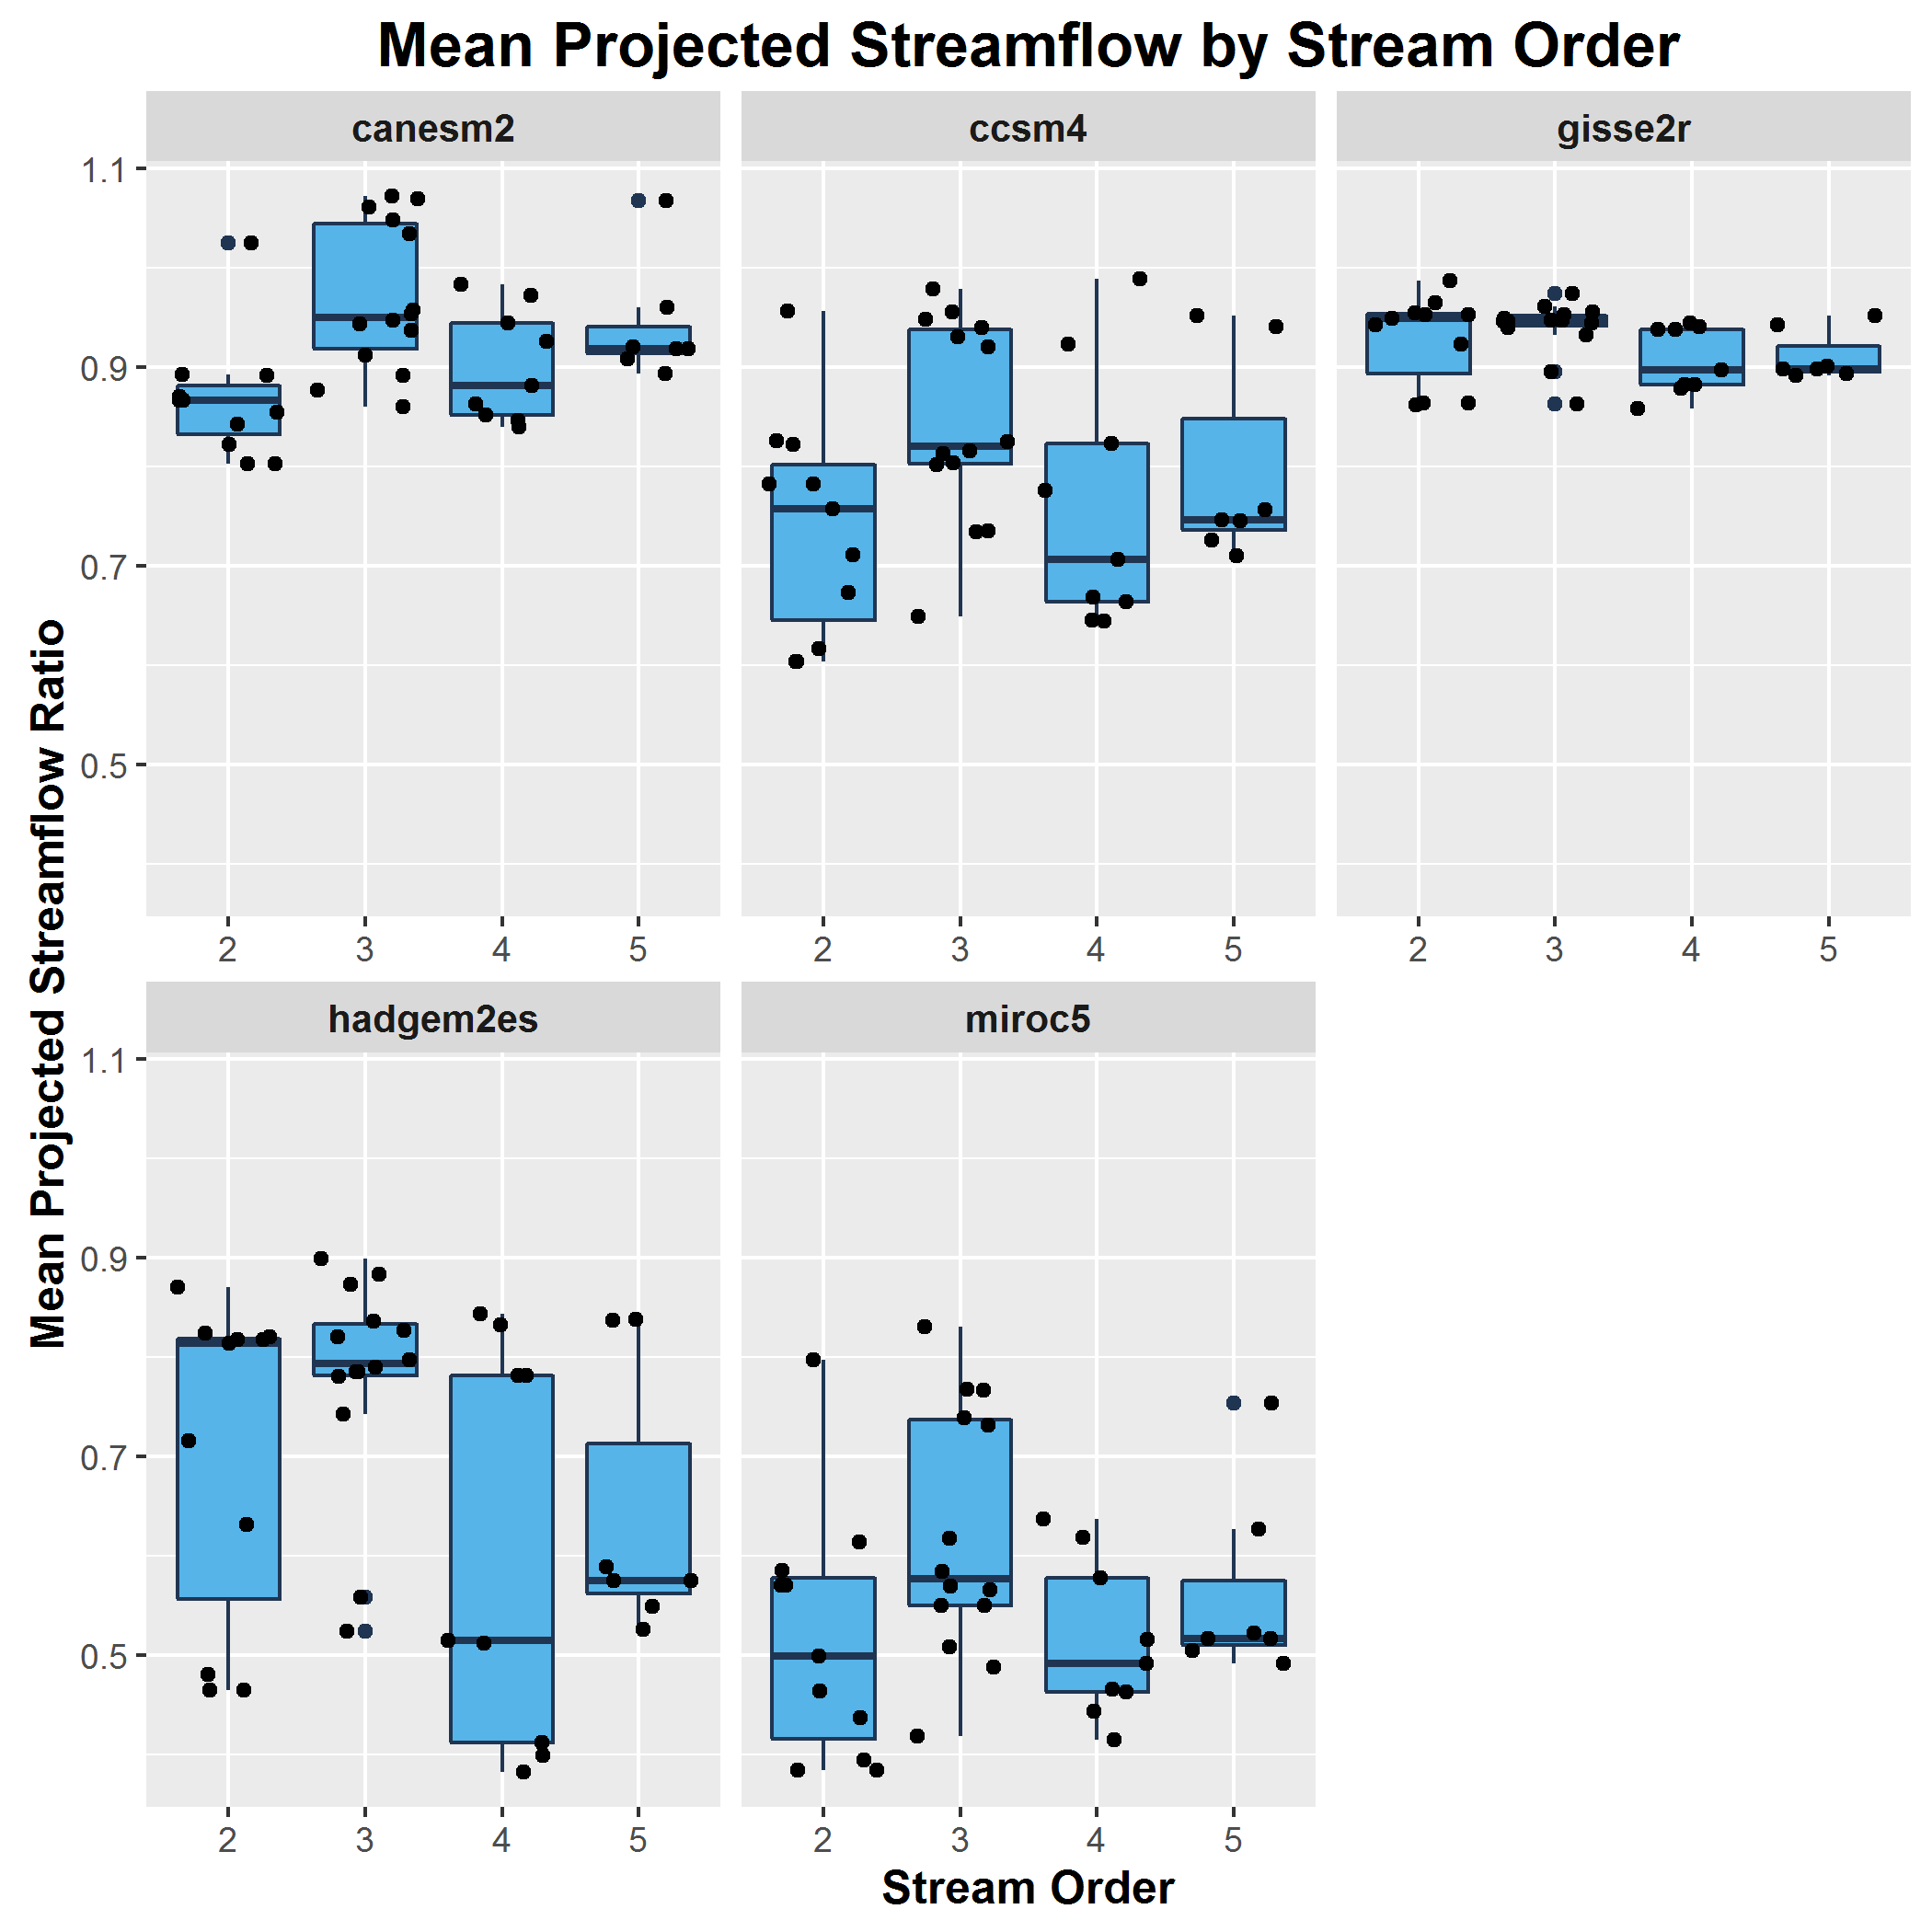 Mean Projected Streamflow by Stream Order
canesm2
ccsm4
gisse2r
1.1
0.9
0.7
0.5
2 3 4 5
2 3 4 5
2 3 4 5
Mean Projected Streamflow Ratio
hadgem2es
miroc5
1.1
0.9
0.7
0.5
2 3 4 5
2 3 4 5
Stream Order